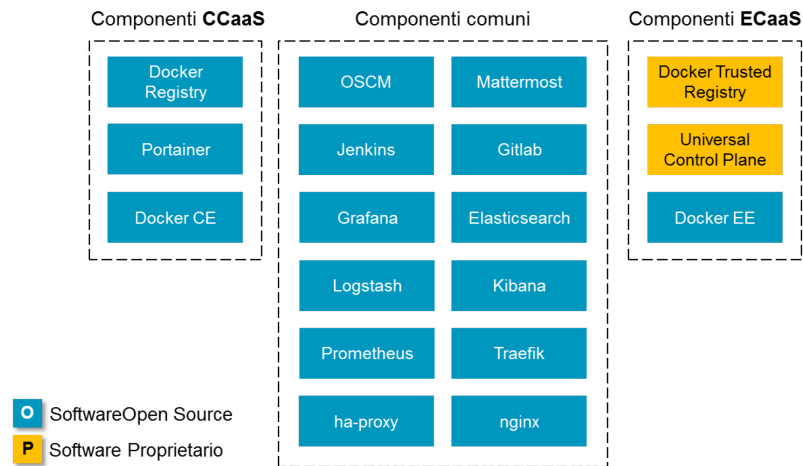 Componenti CCaaS
Docker
Registry
Portainer
Docker CE
Componenti comuni
OSCM
Mattermost
Jenkins
Gitlab
Grafana
Elasticsearch
Logstash
Kibana
Prometheus
Traefik
ha-proxy
nginx
Componenti ECaaS
Docker Trusted
Registry
Universal
Control Plane
Docker EE
O SoftwareOpen Source
P Software Proprietario